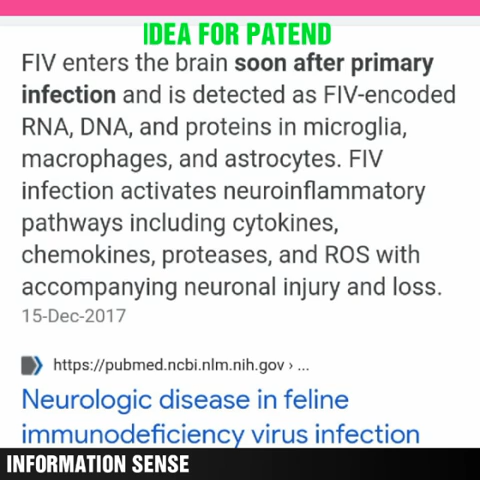 IDEA FOR PATEND
FIV enters the brain soon after primary
infection and is detected as FIV-encoded
RNA, DNA, and proteins in microglia,
macrophages, and astrocytes. FIV
infection activates neuroinflammatory
pathways including cytokines,
chemokines, proteases, and ROS with
accompanying neuronal injury and loss.
15-Dec-2017
https://pubmed.ncbi.nlm.nih.gov › ...
Neurologic disease in feline
immunodeficiency virus infection
INFORMATION SENSE